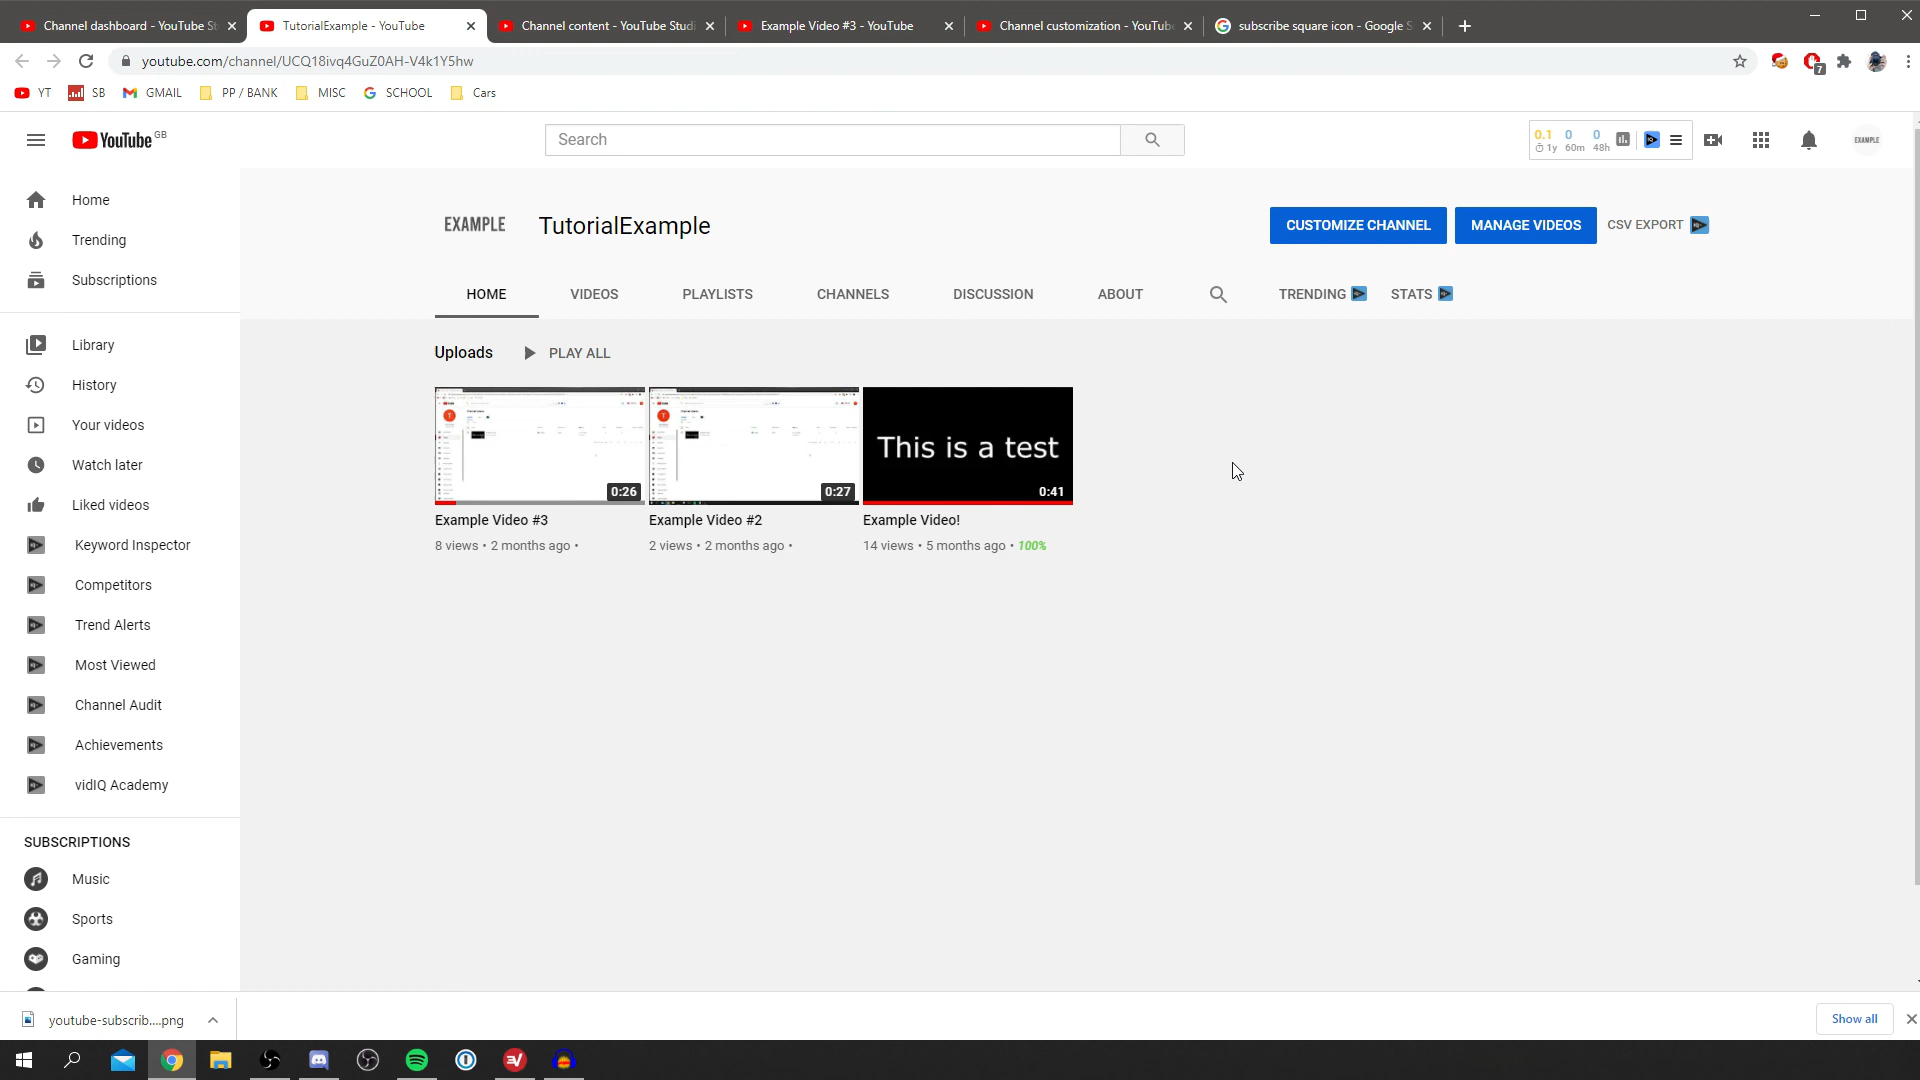 Channel dashboard - YouTube St
TutorialExample - YouTube
Channel content - YouTube Studi
Example Video #3 - YouTube
Channel customization - YouTube
subscribe square icon - Google S
youtube.com/channel/UCQ18ivq4GuZ0AH-V4k1Y5hw
7
YT
SB
GMAIL
PP / BANK
MISC
SCHOOL
Cars
YouTube GB
Search
0.1 0 0
1y 60m 48h
EXAMPLE
Home
Trending
Subscriptions
Library
History
Your videos
Watch later
Liked videos
Keyword Inspector
Competitors
Trend Alerts
Most Viewed
Channel Audit
Achievements
vidIQ Academy
SUBSCRIPTIONS
Music
Sports
Gaming
EXAMPLE
TutorialExample
CUSTOMIZE CHANNEL
MANAGE VIDEOS
CSV EXPORT
HOME
VIDEOS
PLAYLISTS
CHANNELS
DISCUSSION
ABOUT
TRENDING
STATS
Uploads
PLAY ALL
0:26
Example Video #3
8 views • 2 months ago •
0:27
Example Video #2
2 views • 2 months ago •
This is a test
0:41
Example Video!
14 views • 5 months ago • 100%
youtube-subscrib....png
Show all